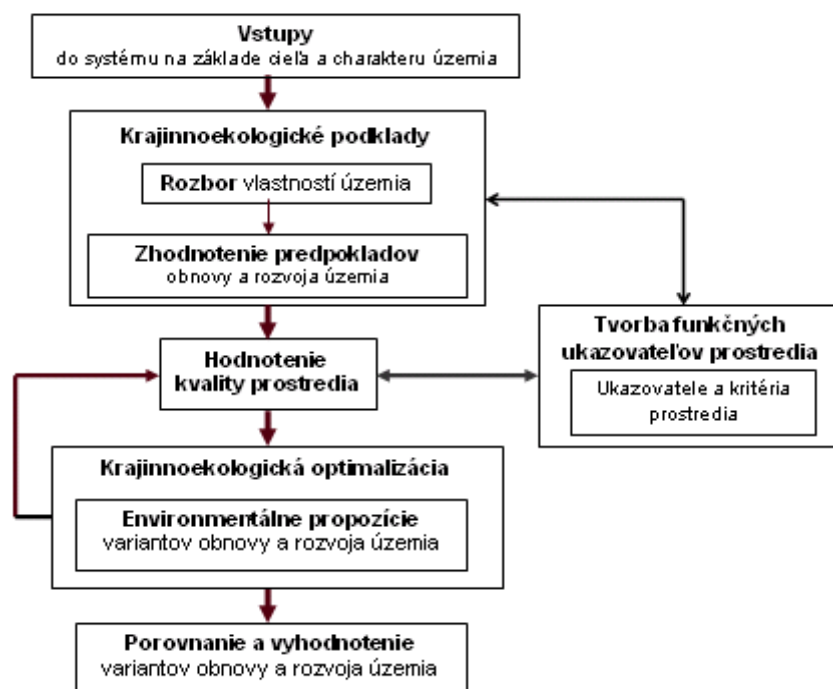 Vstupy
do systému na základe cieľa a charakteru územia
Krajinnoekologické podklady
Rozbor vlastností územia
Zhodnotenie predpokladov
obnovy a rozvoja územia
Hodnotenie
kvality prostredia
Tvorba funkčných
ukazovateľov prostredia
Ukazovatele a kritéria
prostredia
Krajinnoekologická optimalizácia
Environmentálne propozície
variantov obnovy a rozvoja územia
Porovnanie a vyhodnotenie
variantov obnovy a rozvoja územia